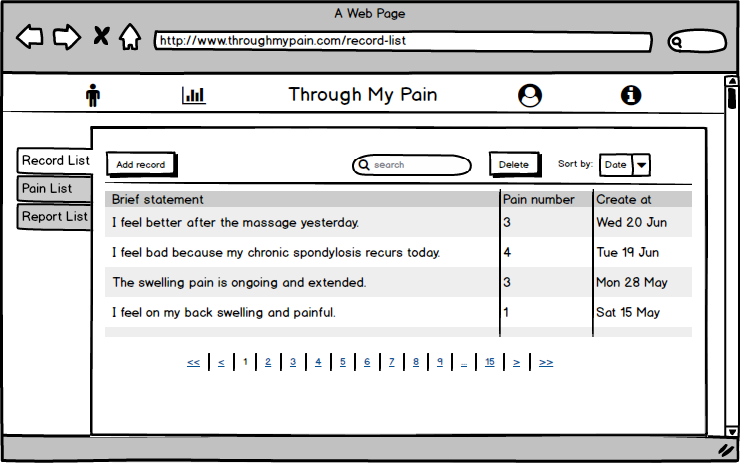 A Web Page
http://www.throughmypain.com/record-list
Through My Pain
Record List
Pain List
Report List
Add record
search
Delete
Sort by:
Date
Brief statement Pain number Create at
I feel better after the massage yesterday. 3 Wed 20 Jun
I feel bad because my chronic spondylosis recurs today. 4 Tue 19 Jun
The swelling pain is ongoing and extended. 3 Mon 28 May
I feel on my back swelling and painful. 1 Sat 15 May
<< | < | 1 | 2 | 3 | 4 | 5 | 6 | 7 | 8 | 9 | ... | 15 | > | >>